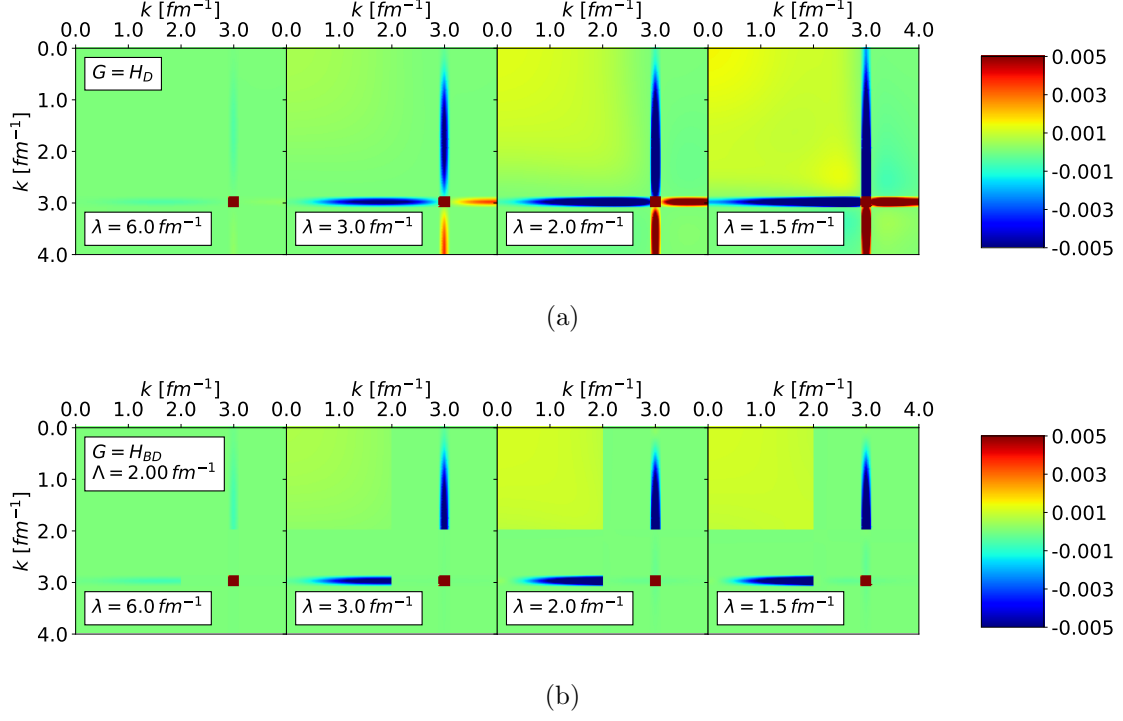 k [fm⁻¹] k [fm⁻¹] k [fm⁻¹] k [fm⁻¹]
0.0 1.0 2.0 3.0 0.0 1.0 2.0 3.0 0.0 1.0 2.0 3.0 0.0 1.0 2.0 3.0 4.0
0.0
1.0
2.0
3.0
4.0
k [fm⁻¹]
G = H_D
λ = 6.0 fm⁻¹
λ = 3.0 fm⁻¹
λ = 2.0 fm⁻¹
λ = 1.5 fm⁻¹
0.005
0.003
0.001
-0.001
-0.003
-0.005
(a)
k [fm⁻¹] k [fm⁻¹] k [fm⁻¹] k [fm⁻¹]
0.0 1.0 2.0 3.0 0.0 1.0 2.0 3.0 0.0 1.0 2.0 3.0 0.0 1.0 2.0 3.0 4.0
0.0
1.0
2.0
3.0
4.0
k [fm⁻¹]
G = H_BD
Λ = 2.00 fm⁻¹
λ = 6.0 fm⁻¹
λ = 3.0 fm⁻¹
λ = 2.0 fm⁻¹
λ = 1.5 fm⁻¹
0.005
0.003
0.001
-0.001
-0.003
-0.005
(b)